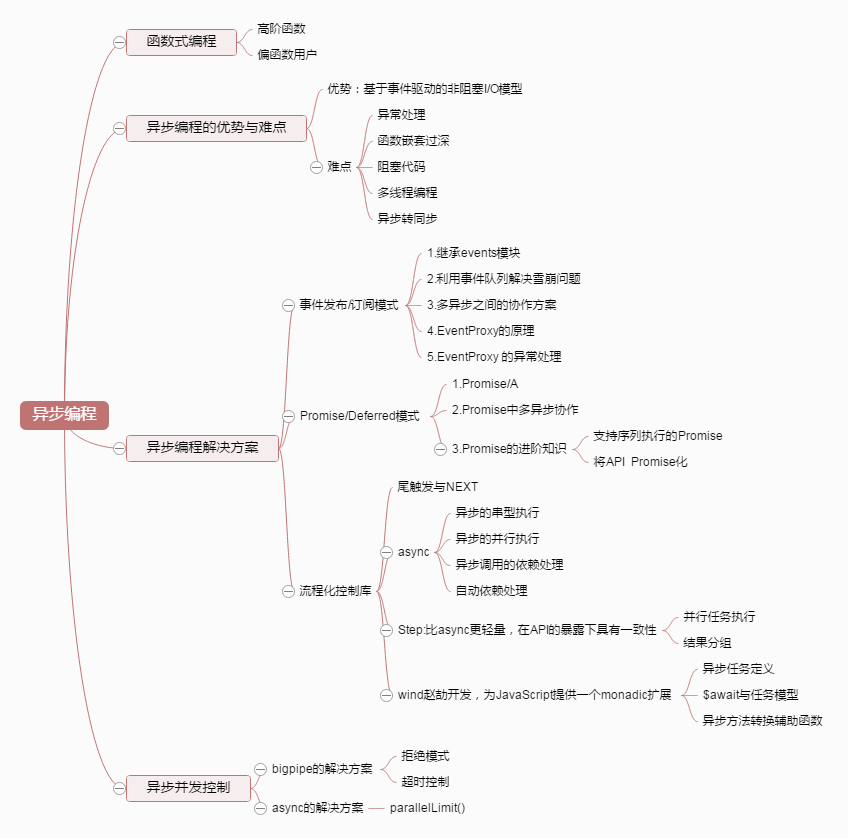 异步编程
函数式编程
高阶函数
偏函数用户
异步编程的优势与难点
优势：基于事件驱动的非阻塞I/O模型
难点
异常处理
函数嵌套过深
阻塞代码
多线程编程
异步转同步
异步编程解决方案
事件发布/订阅模式
1.继承events模块
2.利用事件队列解决雪崩问题
3.多异步之间的协作方案
4.EventProxy的原理
5.EventProxy 的异常处理
Promise/Deferred模式
1.Promise/A
2.Promise中多异步协作
3.Promise的进阶知识
支持序列执行的Promise
将API  Promise化
流程化控制库
尾触发与NEXT
async
异步的串型执行
异步的并行执行
异步调用的依赖处理
自动依赖处理
Step:比async更轻量，在API的暴露下具有一致性
并行任务执行
结果分组
wind赵劼开发，为JavaScript提供一个monadic扩展
异步任务定义
$await与任务模型
异步方法转换辅助函数
异步并发控制
bigpipe的解决方案
拒绝模式
超时控制
async的解决方案
parallelLimit()